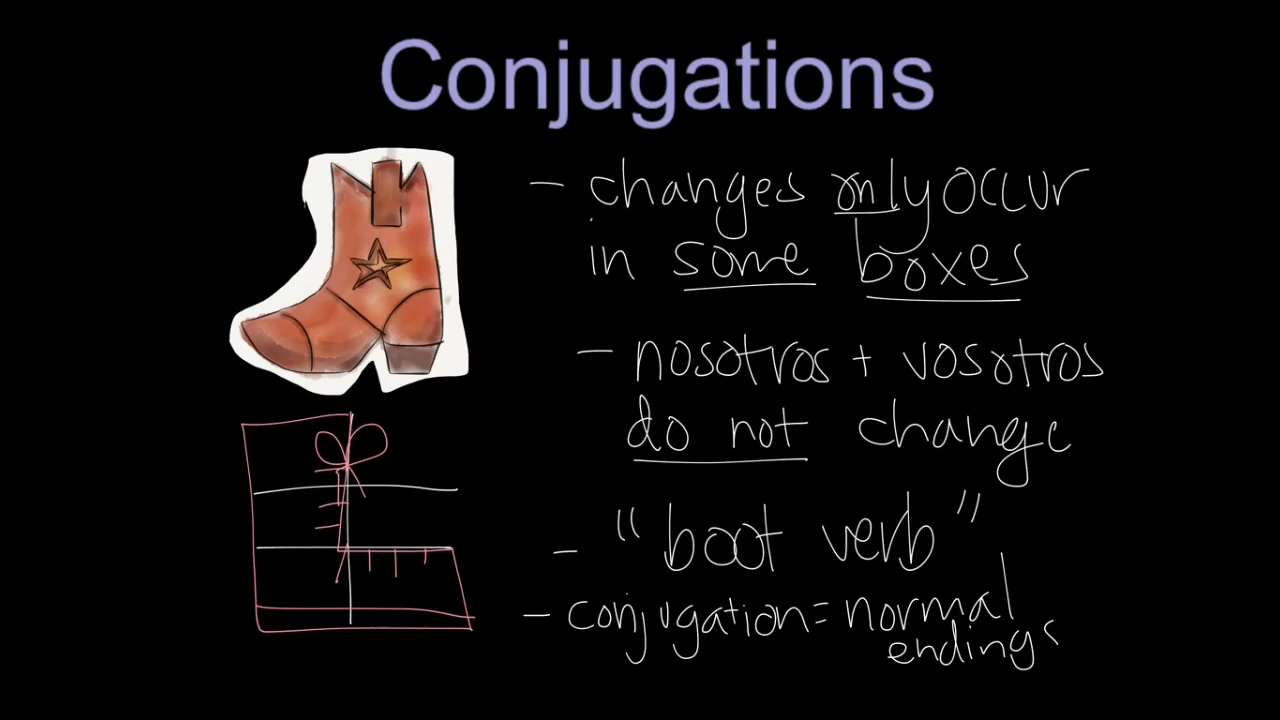 Conjugations
- changes only occur
in some boxes
- nosotros + vosotros
do not change
- "boot verb"
- conjugation = normal
endings